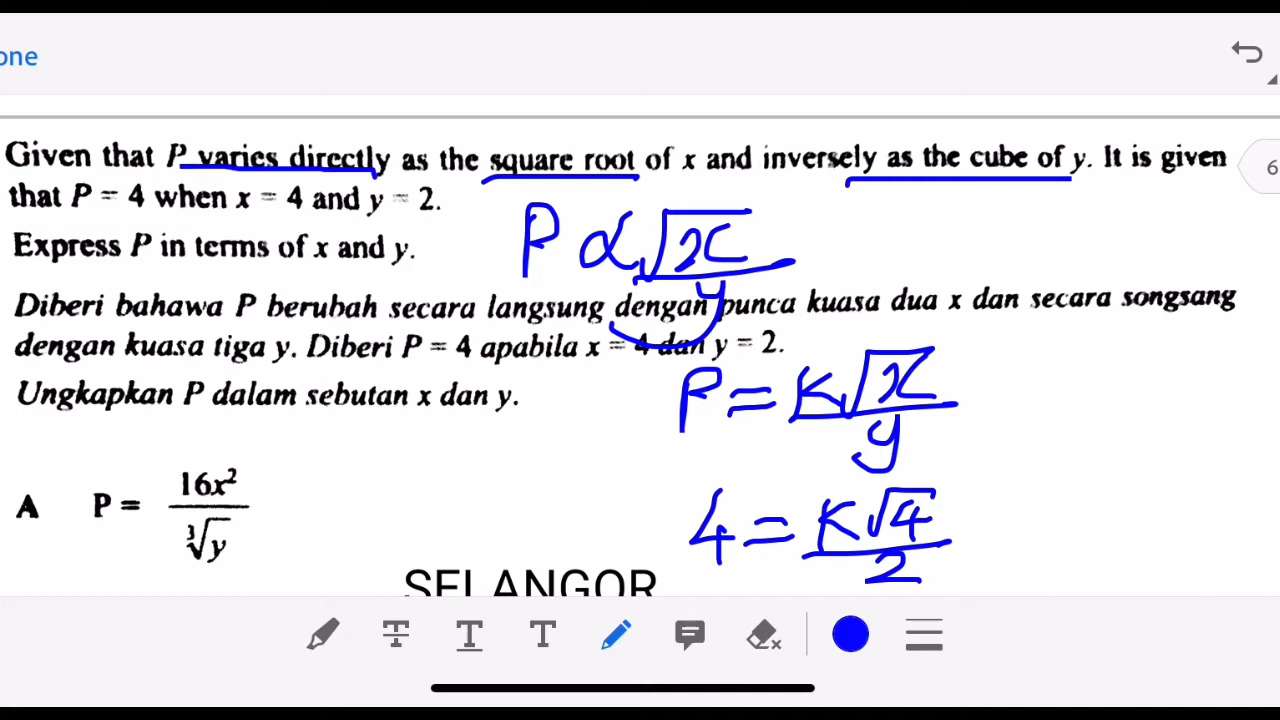 one
Given that P varies directly as the square root of x and inversely as the cube of y. It is given
6
that P = 4 when x = 4 and y = 2.
P ∝ √x / y
Express P in terms of x and y.
Diberi bahawa P berubah secara langsung dengan punca kuasa dua x dan secara songsang
dengan kuasa tiga y. Diberi P = 4 apabila x = 4 dan y = 2.
P = K√x / y
Ungkapkan P dalam sebutan x dan y.
A P = 16x² / ∛y
4 = K√4 / 2
SELANGOR
T T T